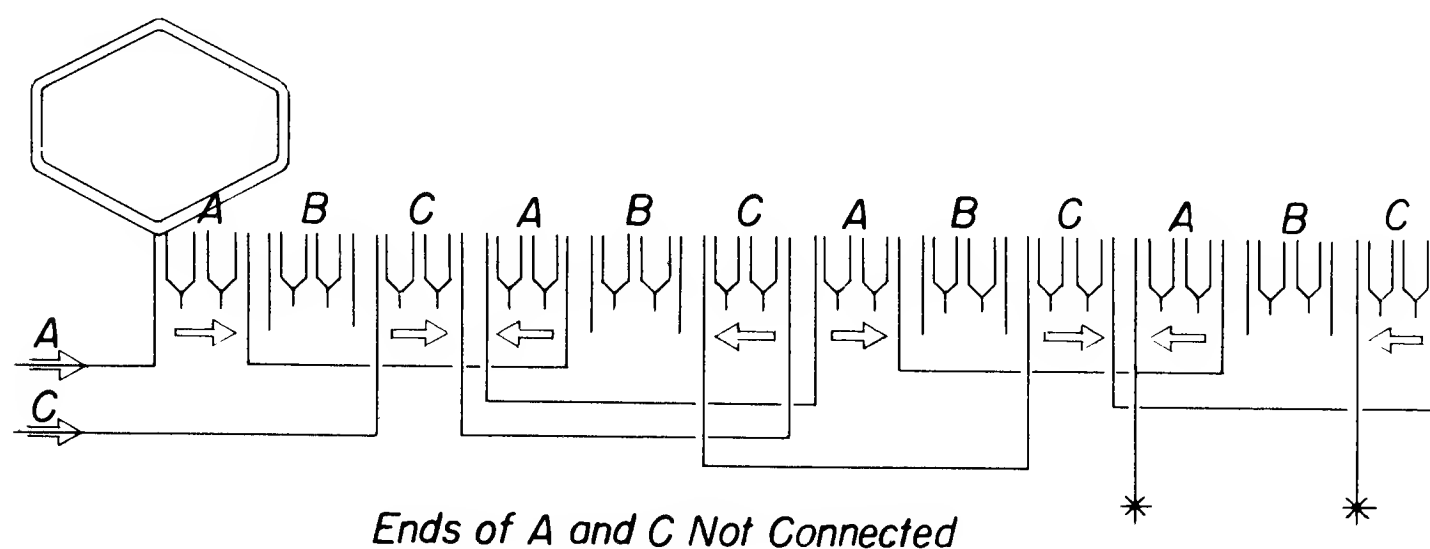 A B C A B C A B C A B C
A
C
Ends of A and C Not Connected